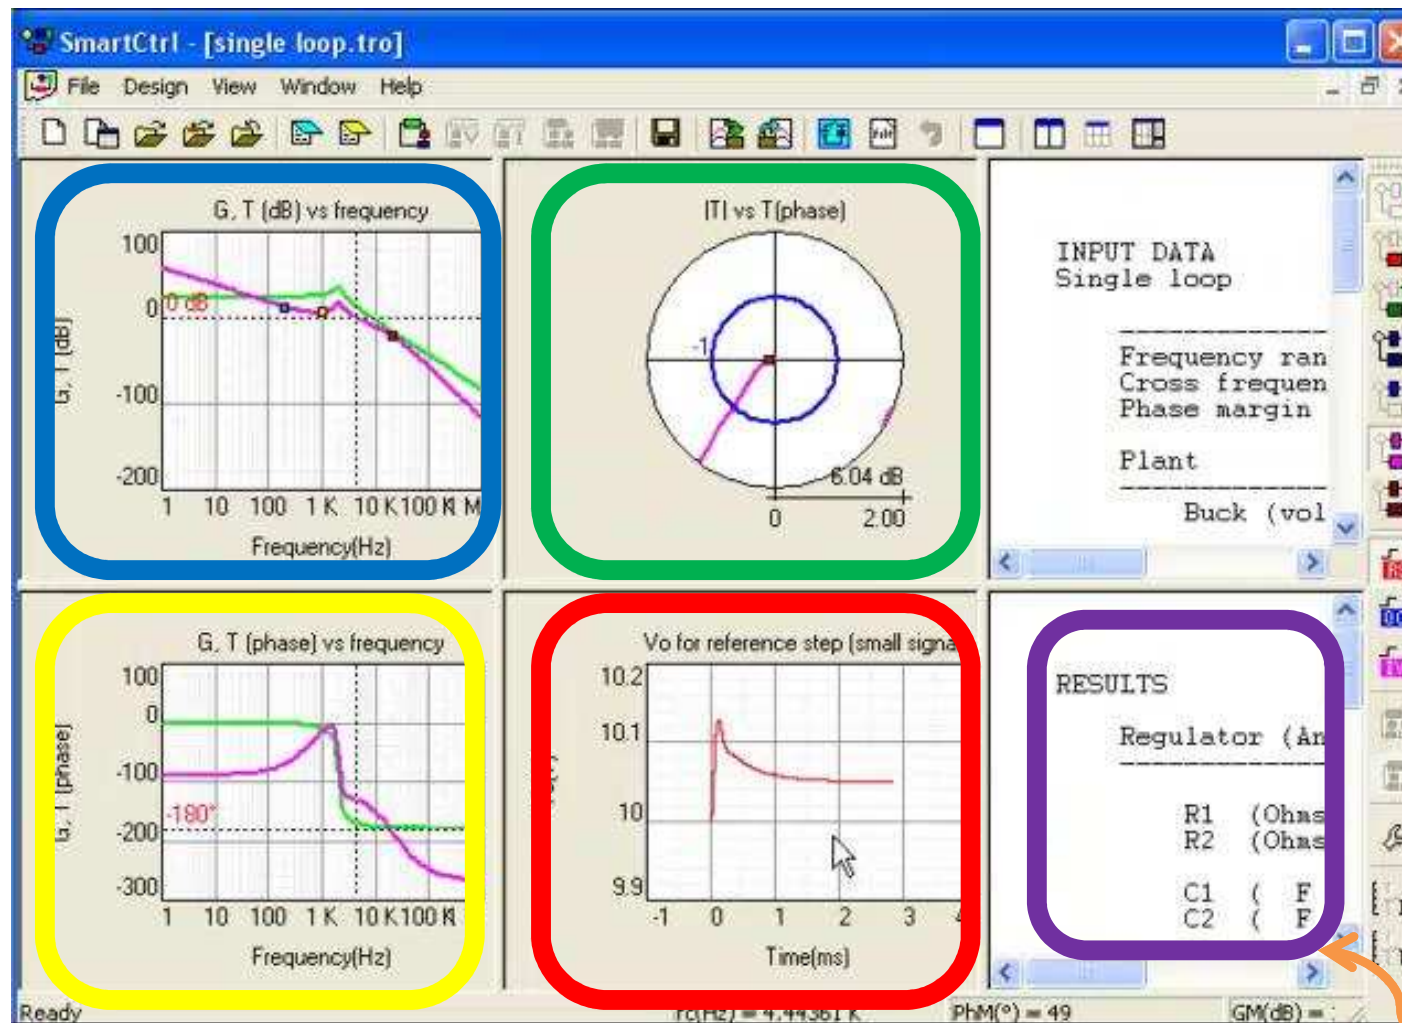 SmartCtrl - [single loop.tro]
File Design View Window Help
G, T (dB) vs frequency
G, T (dB)
100
0
-100
-200
0 dB
1 10 100 1 K 10 K 100 K M
Frequency(Hz)
|T| vs T(phase)
-1
6.04 dB
0 2.00
INPUT DATA
Single loop
Frequency ran
Cross frequen
Phase margin
Plant
Buck (vol
G, T (phase) vs frequency
G, T (phase)
100
0
-100
-180°
-200
-300
1 10 100 1 K 10 K 100 K
Frequency(Hz)
Vo for reference step (small signa
10.2
10.1
10
9.9
-1 0 1 2 3
Time(ms)
RESULTS
Regulator (An
R1 (Ohms
R2 (Ohms
C1 ( F
C2 ( F
Ready
fc(Hz) = 4.44361 K
PhM(°) = 49
GM(dB) =